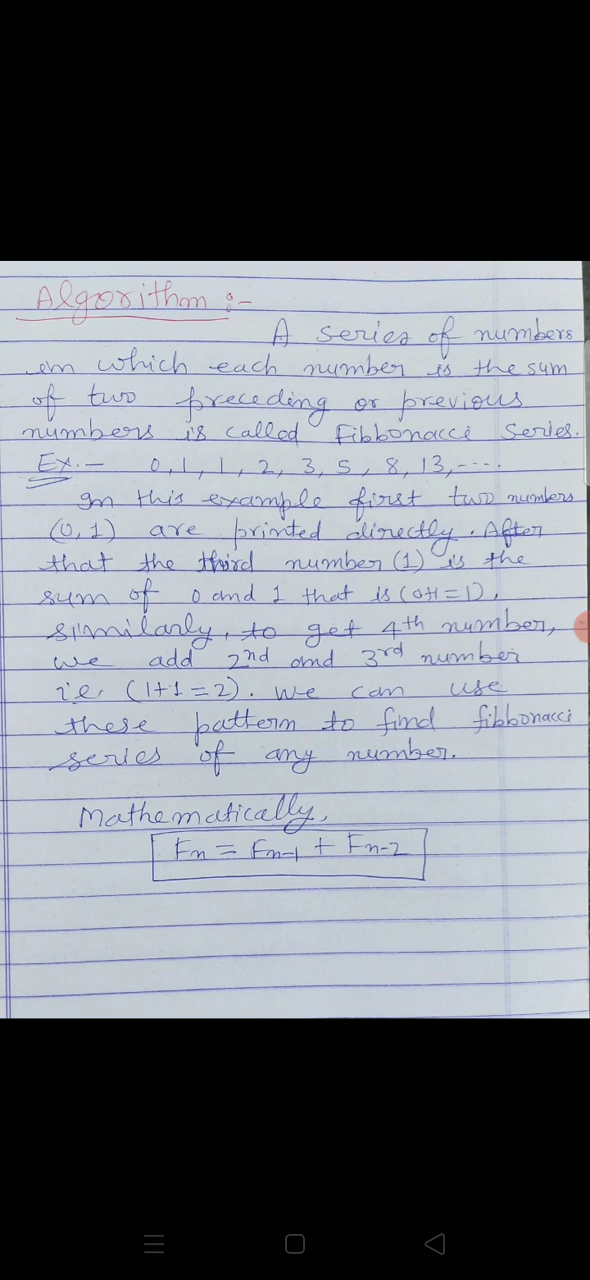 Algorithm :-
A series of numbers
in which each number is the sum
of two preceding or previous
numbers is called Fibbonacci Series.
Ex.- 0, 1, 1, 2, 3, 5, 8, 13, ----
In this example first two numbers
(0, 1) are printed directly. After
that the third number (1) is the
sum of 0 and 1 that is (0+1=1),
similarly, to get 4th number,
we add 2nd and 3rd number
i.e, (1+1=2). we can use
these pattern to find fibbonacci
series of any number.
Mathematically,
Fn = Fn-1 + Fn-2